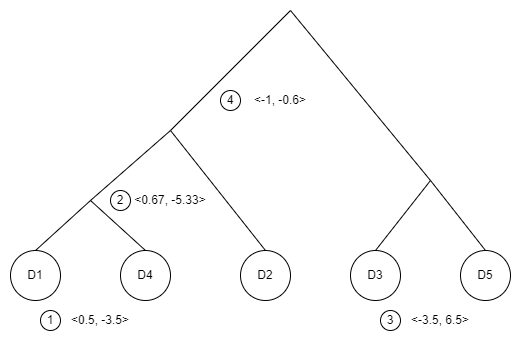 4 <-1, -0.6>
2 <0.67, -5.33>
D1 D4 D2 D3 D5
1 <0.5, -3.5> 3 <-3.5, 6.5>